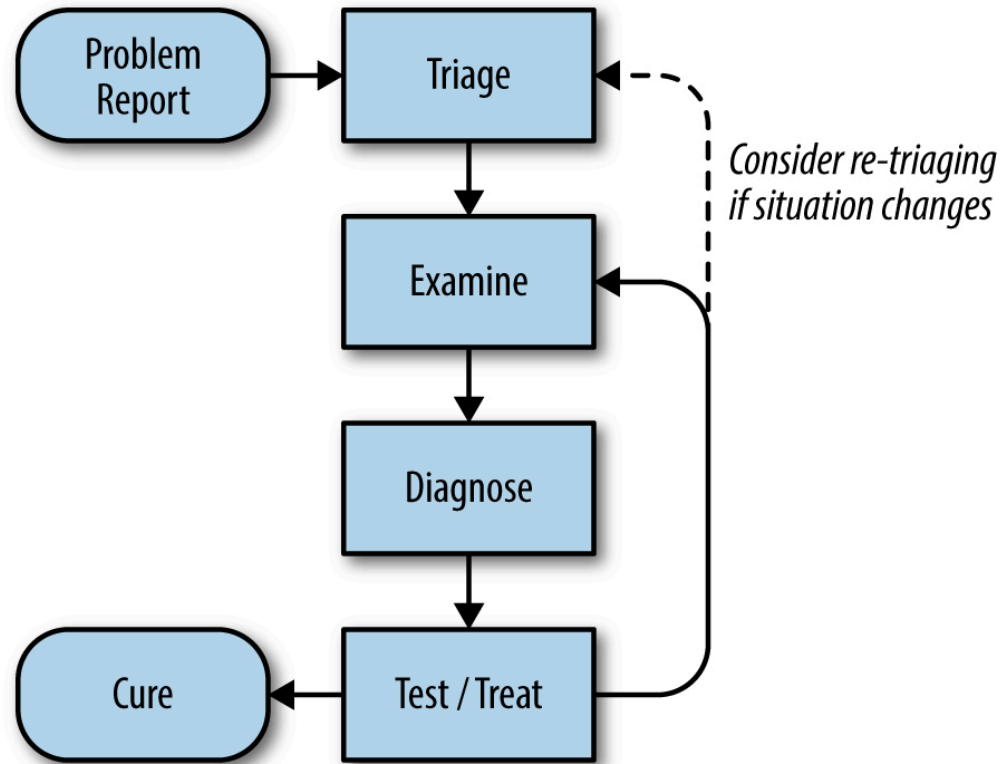 Problem
Report
Triage
Consider re-triaging
if situation changes
Examine
Diagnose
Test / Treat
Cure